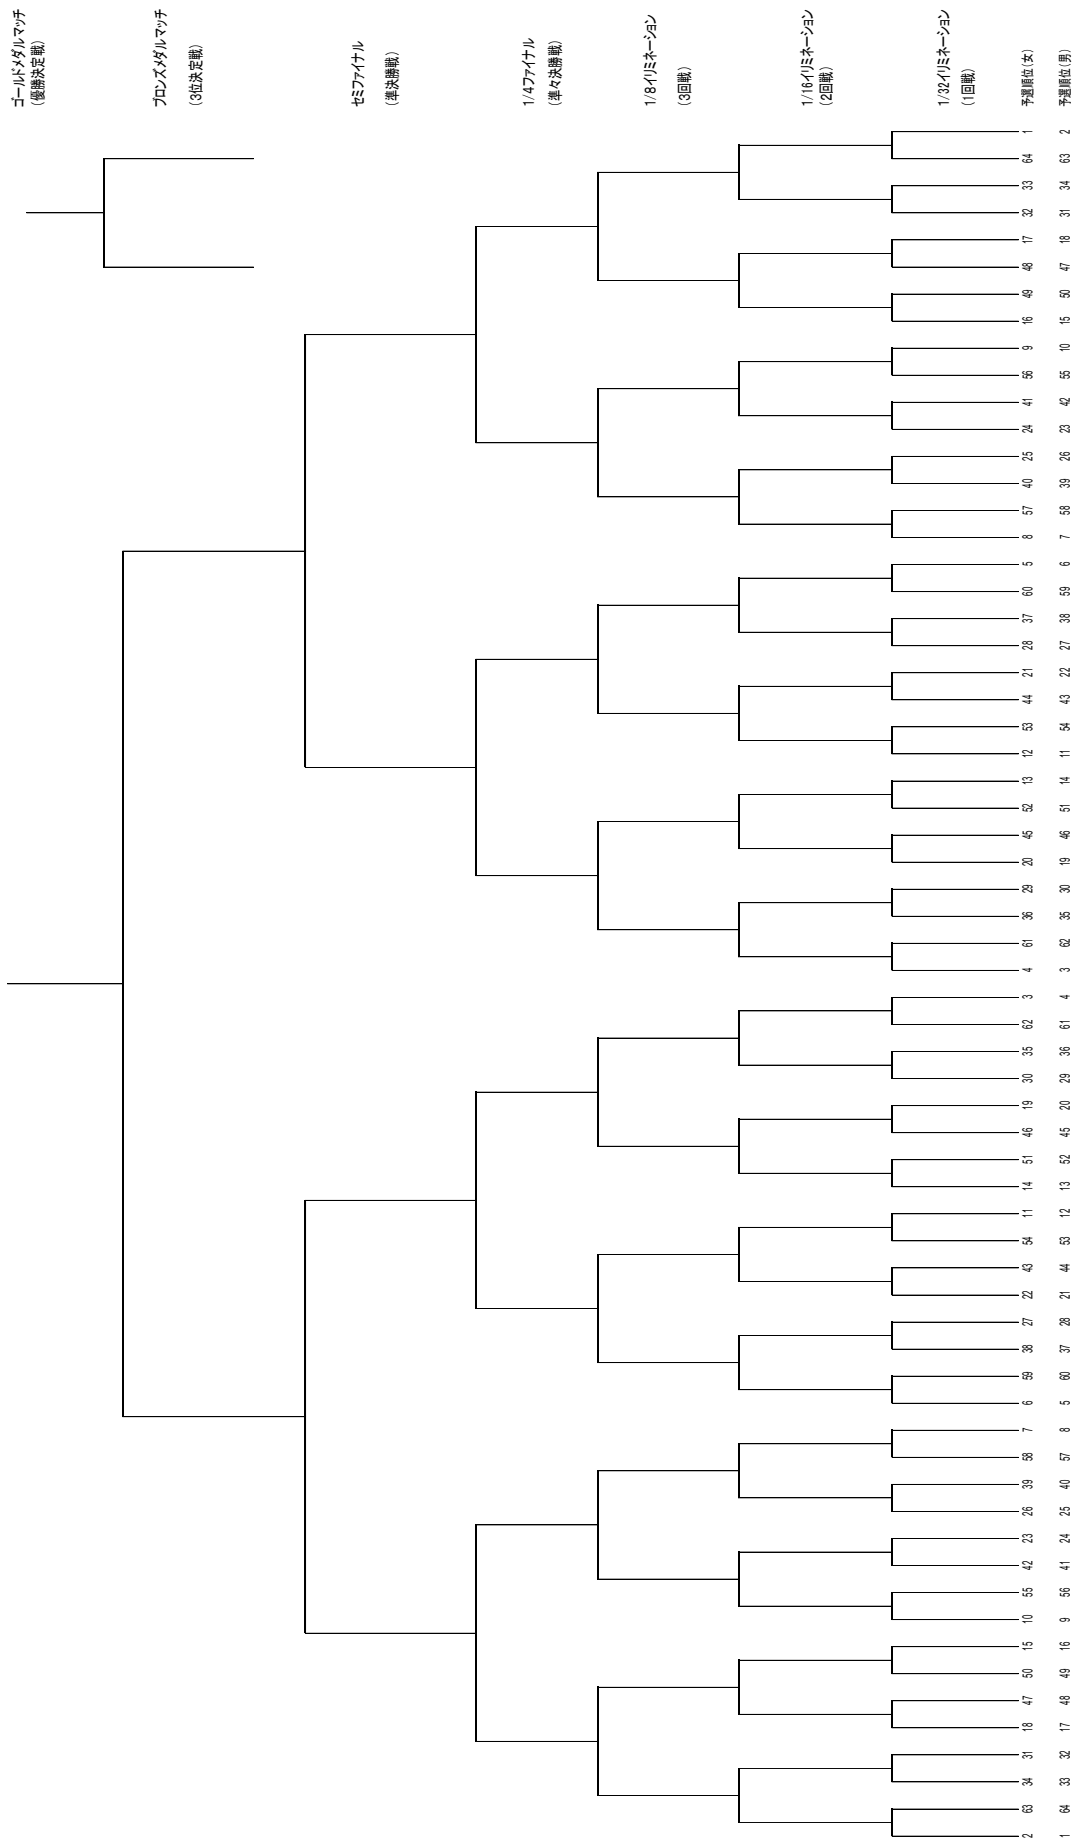 ゴールドメダルマッチ
(優勝決定戦)
ブロンズメダルマッチ
(3位決定戦)
セミファイナル
(準決勝戦)
1/4ファイナル
(準々決勝戦)
1/8イリミネーション
(3回戦)
1/16イリミネーション
(2回戦)
1/32イリミネーション
(1回戦)
2 63 34 31 18 47 50 15 10 55 42 23 26 39 58 7 6 59 38 27 22 43 54 11 14 51 46 19 30 35 62 3 4 61 36 29 20 45 52 13 12 53 44 21 28 37 60 5 8 57 40 25 24 41 56 9 16 49 48 17 32 33 64 1 予選順位(女)
1 64 33 32 17 48 49 16 9 56 41 24 25 40 57 8 5 60 37 28 21 44 53 12 13 52 45 20 29 36 61 4 3 62 35 30 19 46 51 14 11 54 43 22 27 38 59 6 7 58 39 26 23 42 55 10 15 50 47 18 31 34 63 2 予選順位(男)